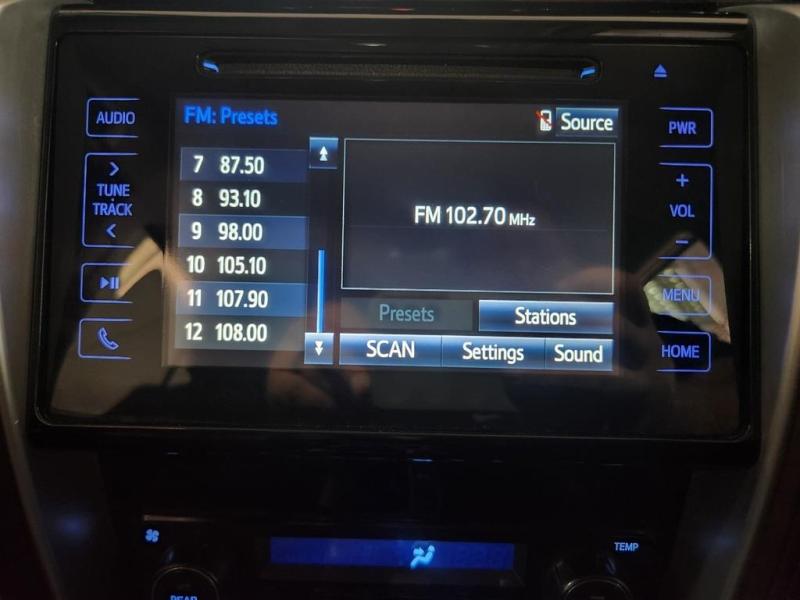 AUDIO
TUNE
TRACK
FM: Presets
Source
7 87.50
8 93.10
9 98.00
10 105.10
11 107.90
12 108.00
FM 102.70 MHz
Presets
Stations
SCAN
Settings
Sound
PWR
+
VOL
-
MENU
HOME
TEMP
REAR